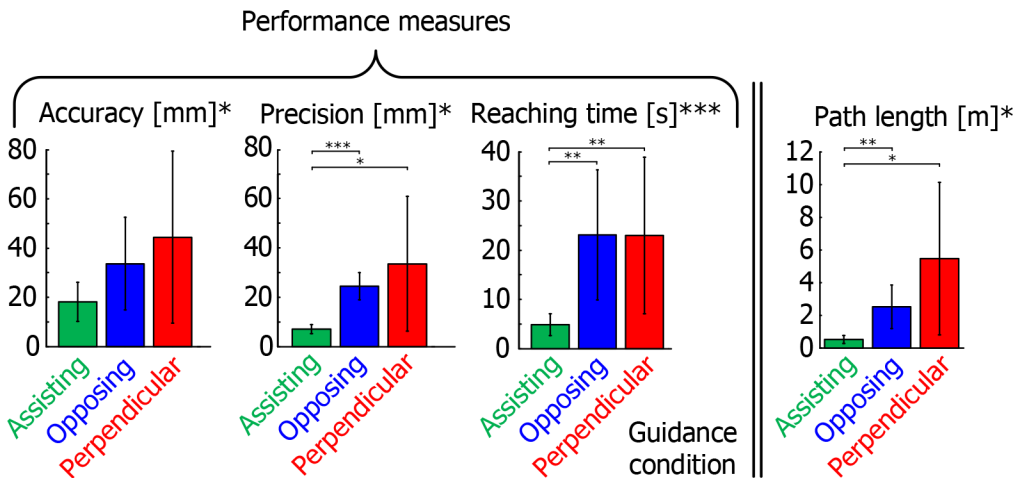 Performance measures
Accuracy [mm]*
80
60
40
20
0
Assisting
Opposing
Perpendicular
Precision [mm]*
80
60
40
20
0
***
*
Assisting
Opposing
Perpendicular
Reaching time [s]***
40
30
20
10
0
**
**
Assisting
Opposing
Perpendicular
Guidance
condition
Path length [m]*
12
10
8
6
4
2
0
**
*
Assisting
Opposing
Perpendicular